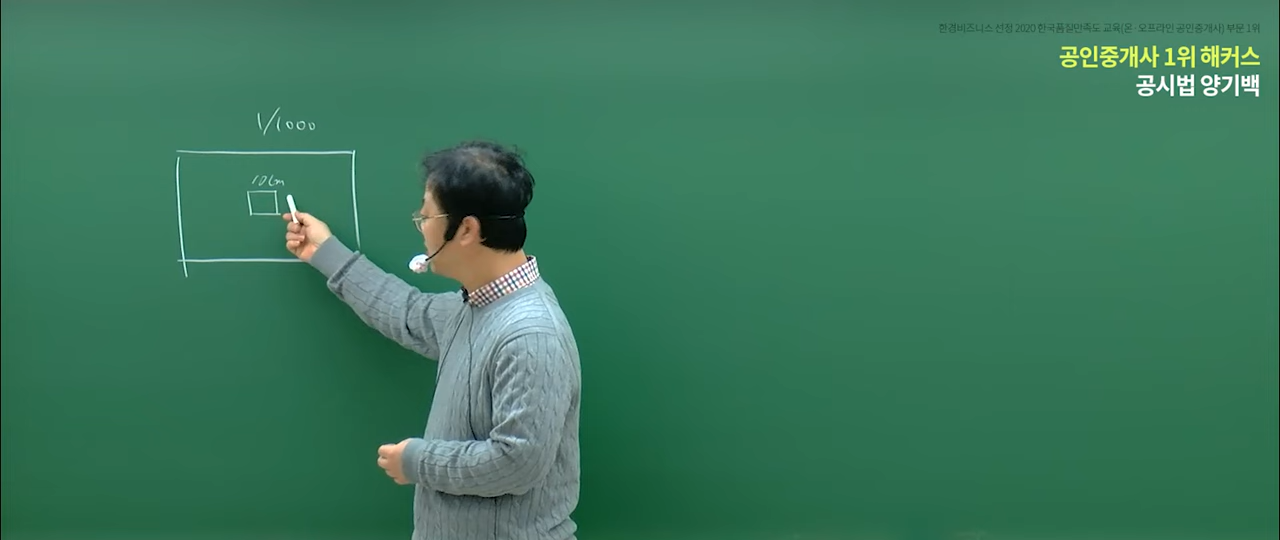 한경비즈니스 선정 2020 한국품질만족도 교육(온·오프라인 공인중개사) 부문 1위
공인중개사 1위 해커스
공시법 양기백
1/1000